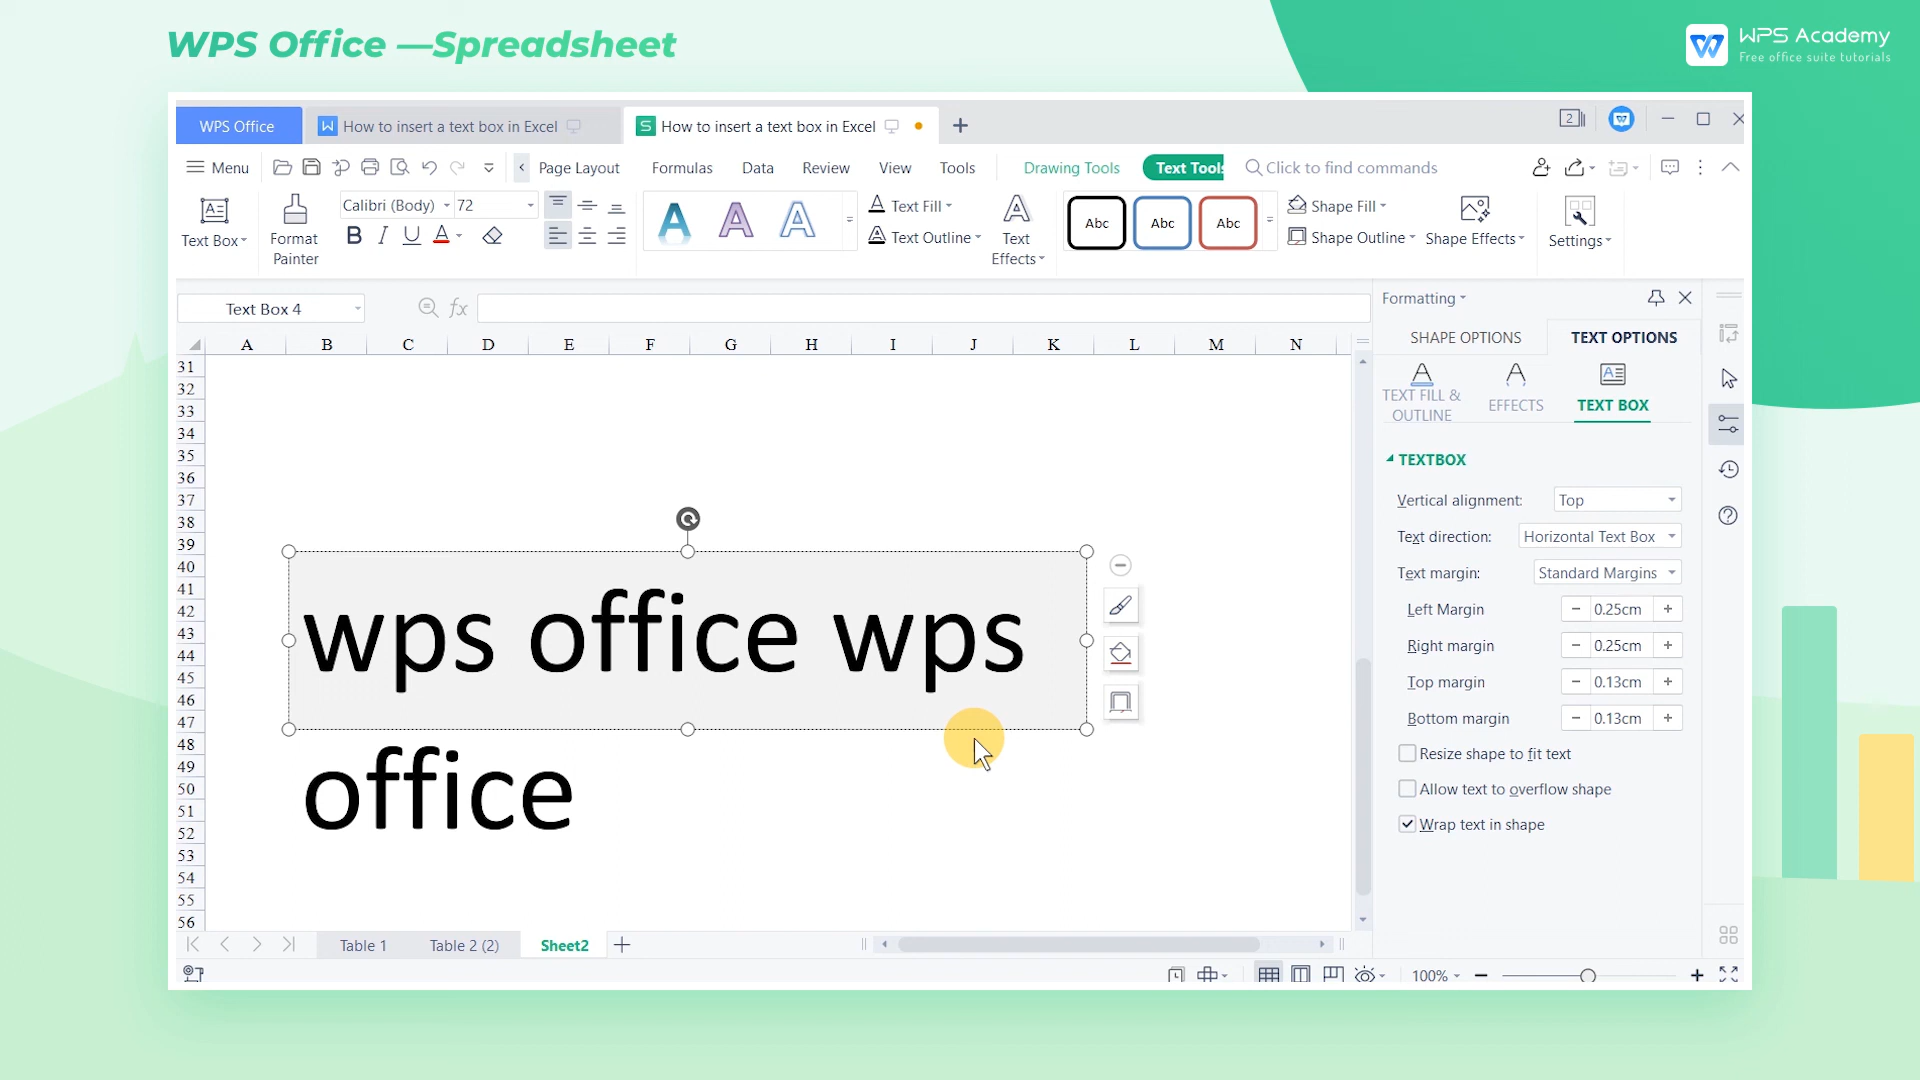 WPS Office —Spreadsheet
WPS Academy
Free office suite tutorials
WPS Office
How to insert a text box in Excel
How to insert a text box in Excel
2
Menu
Page Layout
Formulas
Data
Review
View
Tools
Drawing Tools
Text Tools
Click to find commands
Text Box
Format
Painter
Calibri (Body)
72
B I U A
A A A
Text Fill
Text Outline
Text
Effects
Abc Abc Abc
Shape Fill
Shape Outline
Shape Effects
Settings
Text Box 4
fx
A B C D E F G H I J K L M N
31
32
33
34
35
36
37
38
39
40
41
42
43
44
45
46
47
48
49
50
51
52
53
54
55
56
wps office wps
office
Formatting
SHAPE OPTIONS
TEXT OPTIONS
TEXT FILL &
OUTLINE
EFFECTS
TEXT BOX
TEXTBOX
Vertical alignment: Top
Text direction: Horizontal Text Box
Text margin: Standard Margins
Left Margin - 0.25cm +
Right margin - 0.25cm +
Top margin - 0.13cm +
Bottom margin - 0.13cm +
Resize shape to fit text
Allow text to overflow shape
Wrap text in shape
Table 1
Table 2 (2)
Sheet2
100%